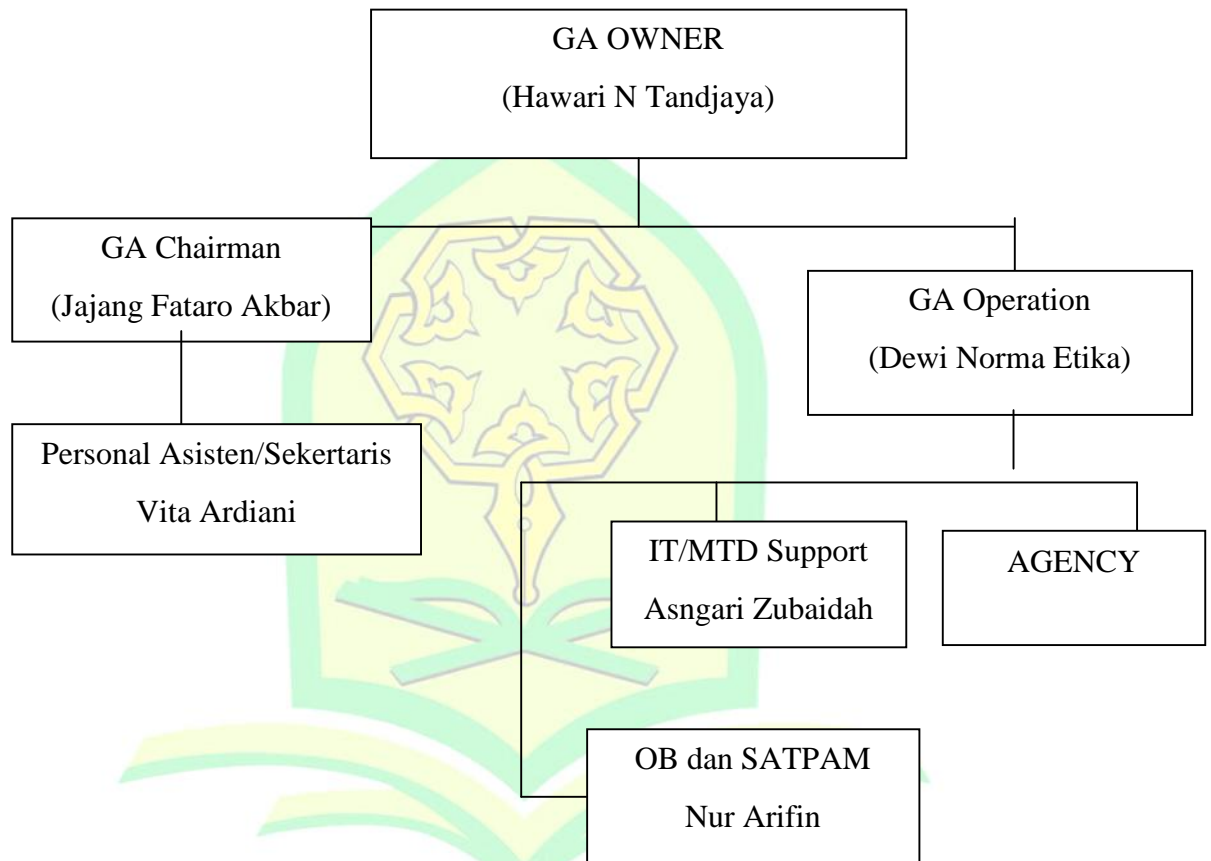 GA OWNER
(Hawari N Tandjaya)
GA Chairman
(Jajang Fataro Akbar)
GA Operation
(Dewi Norma Etika)
Personal Asisten/Sekertaris
Vita Ardiani
IT/MTD Support
Asngari Zubaidah
AGENCY
OB dan SATPAM
Nur Arifin